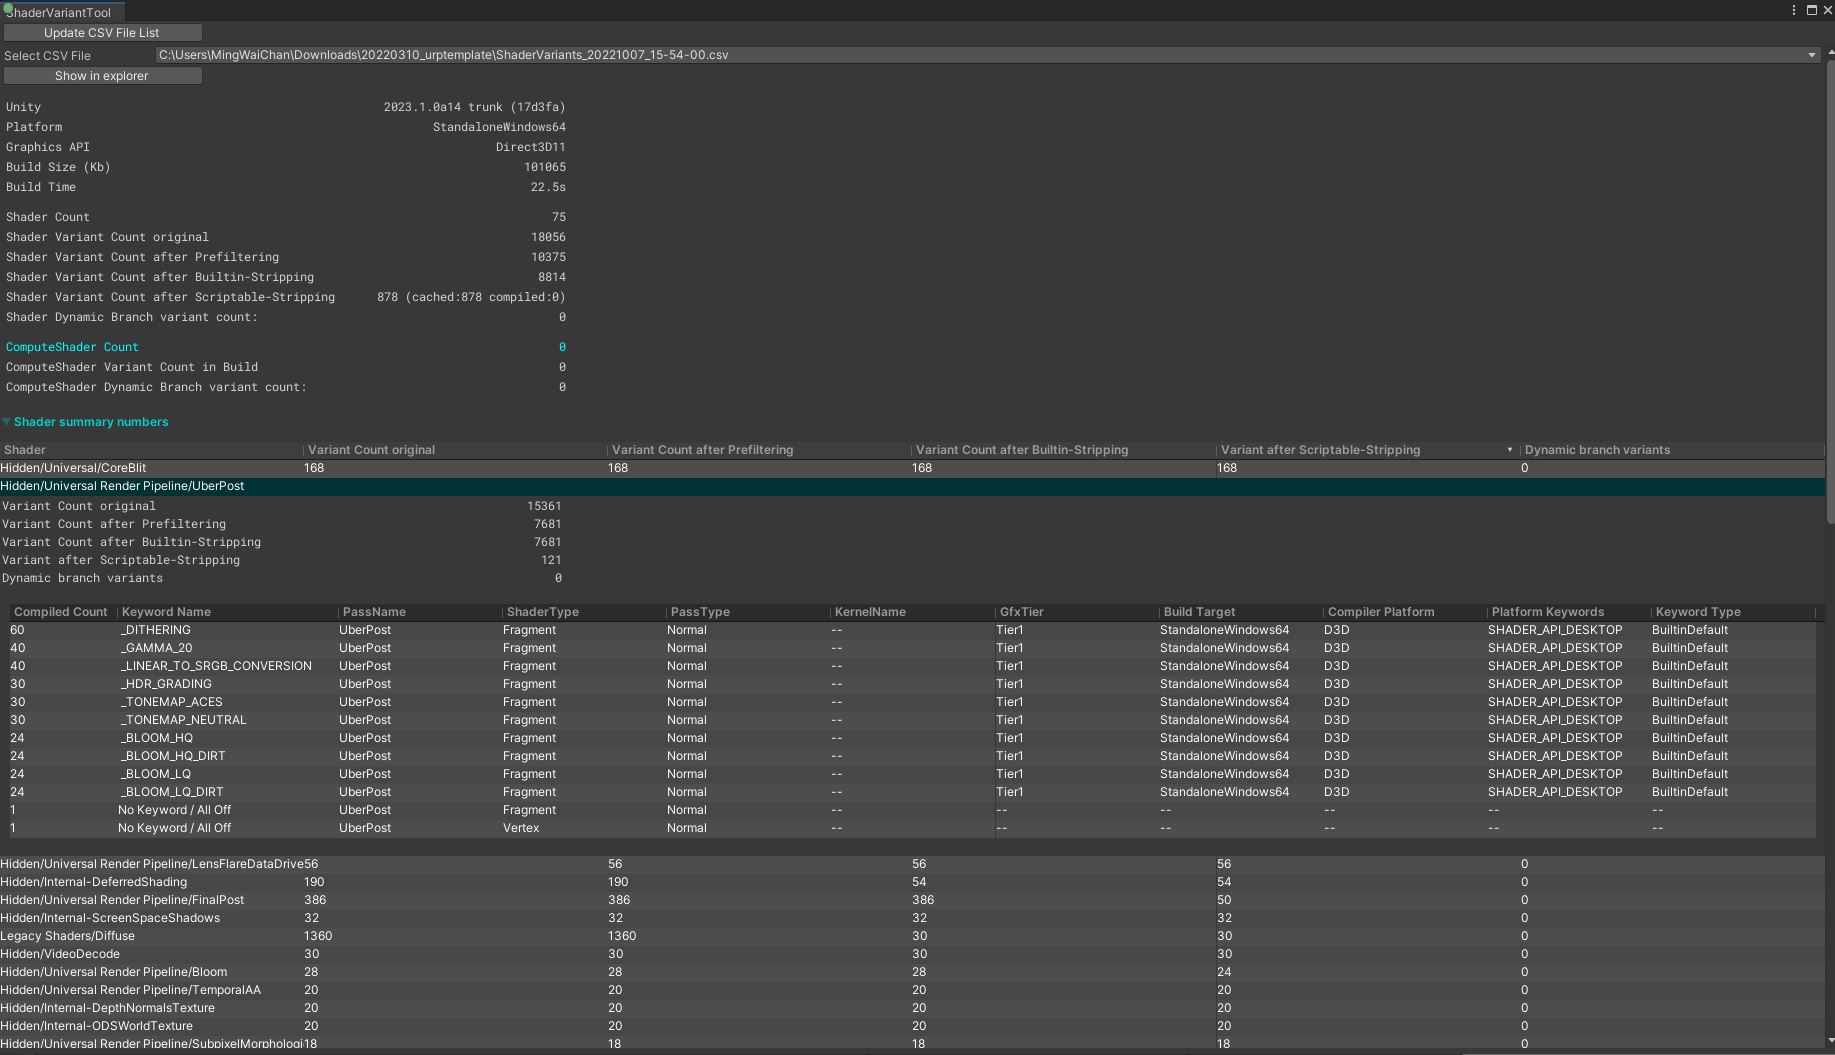 ShaderVariantTool
Update CSV File List
Select CSV File C:\Users\MingWaiChan\Downloads\20220310_urptemplate\ShaderVariants_20221007_15-54-00.csv
Show in explorer
Unity 2023.1.0a14 trunk (17d3fa)
Platform StandaloneWindows64
Graphics API Direct3D11
Build Size (Kb) 101065
Build Time 22.5s
Shader Count 75
Shader Variant Count original 18056
Shader Variant Count after Prefiltering 10375
Shader Variant Count after Builtin-Stripping 8814
Shader Variant Count after Scriptable-Stripping 878 (cached:878 compiled:0)
Shader Dynamic Branch variant count: 0
ComputeShader Count 0
ComputeShader Variant Count in Build 0
ComputeShader Dynamic Branch variant count: 0
Shader summary numbers
Shader Variant Count original Variant Count after Prefiltering Variant Count after Builtin-Stripping Variant after Scriptable-Stripping Dynamic branch variants
Hidden/Universal/CoreBlit 168 168 168 168 0
Hidden/Universal Render Pipeline/UberPost
Variant Count original 15361
Variant Count after Prefiltering 7681
Variant Count after Builtin-Stripping 7681
Variant after Scriptable-Stripping 121
Dynamic branch variants 0
Compiled Count Keyword Name PassName ShaderType PassType KernelName GfxTier Build Target Compiler Platform Platform Keywords Keyword Type
60 _DITHERING UberPost Fragment Normal -- Tier1 StandaloneWindows64 D3D SHADER_API_DESKTOP BuiltinDefault
40 _GAMMA_20 UberPost Fragment Normal -- Tier1 StandaloneWindows64 D3D SHADER_API_DESKTOP BuiltinDefault
40 _LINEAR_TO_SRGB_CONVERSION UberPost Fragment Normal -- Tier1 StandaloneWindows64 D3D SHADER_API_DESKTOP BuiltinDefault
30 _HDR_GRADING UberPost Fragment Normal -- Tier1 StandaloneWindows64 D3D SHADER_API_DESKTOP BuiltinDefault
30 _TONEMAP_ACES UberPost Fragment Normal -- Tier1 StandaloneWindows64 D3D SHADER_API_DESKTOP BuiltinDefault
30 _TONEMAP_NEUTRAL UberPost Fragment Normal -- Tier1 StandaloneWindows64 D3D SHADER_API_DESKTOP BuiltinDefault
24 _BLOOM_HQ UberPost Fragment Normal -- Tier1 StandaloneWindows64 D3D SHADER_API_DESKTOP BuiltinDefault
24 _BLOOM_HQ_DIRT UberPost Fragment Normal -- Tier1 StandaloneWindows64 D3D SHADER_API_DESKTOP BuiltinDefault
24 _BLOOM_LQ UberPost Fragment Normal -- Tier1 StandaloneWindows64 D3D SHADER_API_DESKTOP BuiltinDefault
24 _BLOOM_LQ_DIRT UberPost Fragment Normal -- Tier1 StandaloneWindows64 D3D SHADER_API_DESKTOP BuiltinDefault
1 No Keyword / All Off UberPost Fragment Normal -- -- -- -- -- --
1 No Keyword / All Off UberPost Vertex Normal -- -- -- -- -- --
Hidden/Universal Render Pipeline/LensFlareDataDrive 56 56 56 56 0
Hidden/Internal-DeferredShading 190 190 54 54 0
Hidden/Universal Render Pipeline/FinalPost 386 386 386 50 0
Hidden/Internal-ScreenSpaceShadows 32 32 32 32 0
Legacy Shaders/Diffuse 1360 1360 30 30 0
Hidden/VideoDecode 30 30 30 30 0
Hidden/Universal Render Pipeline/Bloom 28 28 28 24 0
Hidden/Universal Render Pipeline/TemporalAA 20 20 20 20 0
Hidden/Internal-DepthNormalsTexture 20 20 20 20 0
Hidden/Internal-ODSWorldTexture 20 20 20 20 0
Hidden/Universal Render Pipeline/SubpixelMorphologi 18 18 18 18 0